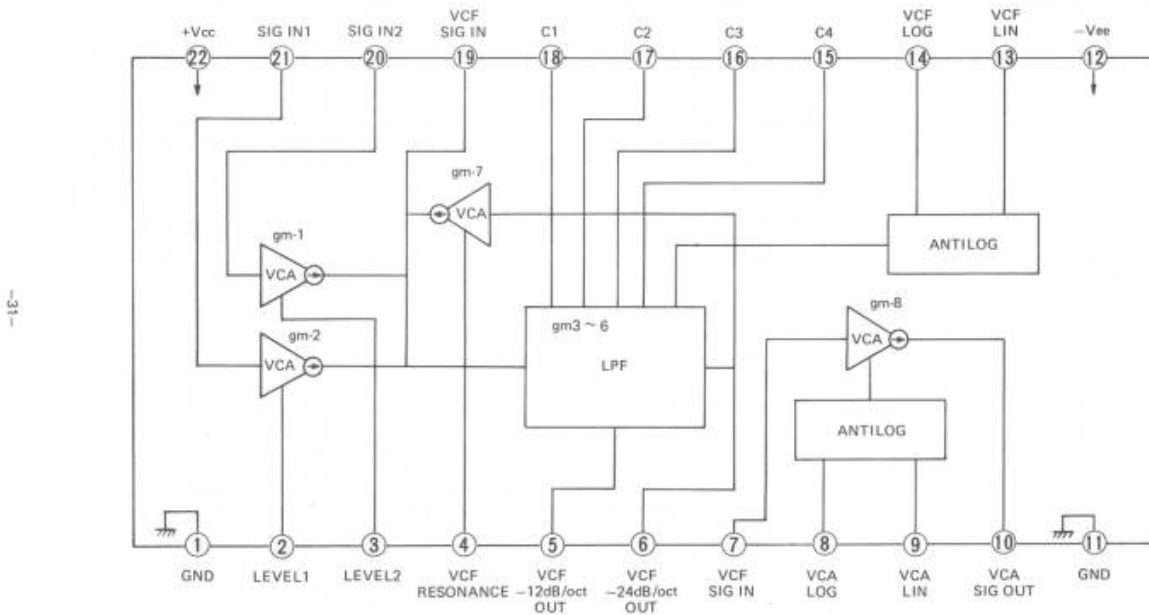 VCF VCF VCF
+Vcc SIG IN1 SIG IN2 SIG IN C1 C2 C3 C4 LOG LIN −Vee
22 21 20 19 18 17 16 15 14 13 12
gm-7
VCA
gm-1
VCA
ANTILOG
gm-2
VCA
gm3 ~ 6
LPF
gm-8
VCA
ANTILOG
−31−
1 2 3 4 5 6 7 8 9 10 11
GND LEVEL1 LEVEL2 VCF VCF VCF VCF VCA VCA VCA GND
RESONANCE −12dB/oct −24dB/oct SIG IN LOG LIN SIG OUT
OUT OUT